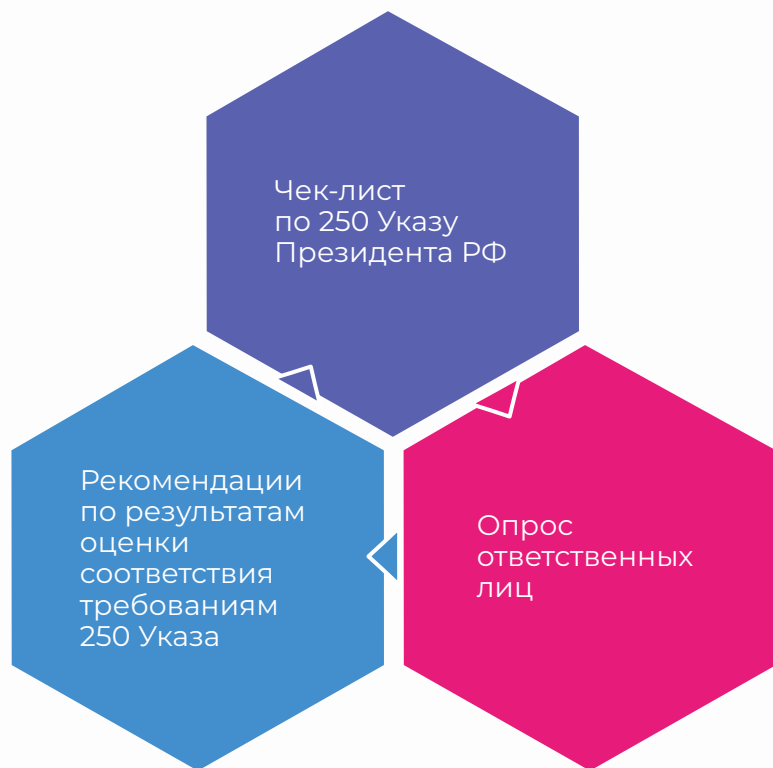 Чек-лист
по 250 Указу
Президента РФ
Рекомендации
по результатам
оценки
соответствия
требованиям
250 Указа
Опрос
ответственных
лиц